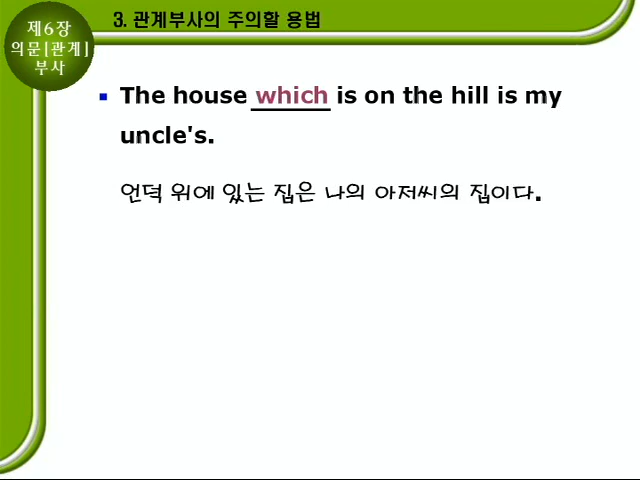 제6장
의문[관계]
부사
3. 관계부사의 주의할 용법
The house which is on the hill is my
uncle's.
언덕 위에 있는 집은 나의 아저씨의 집이다.